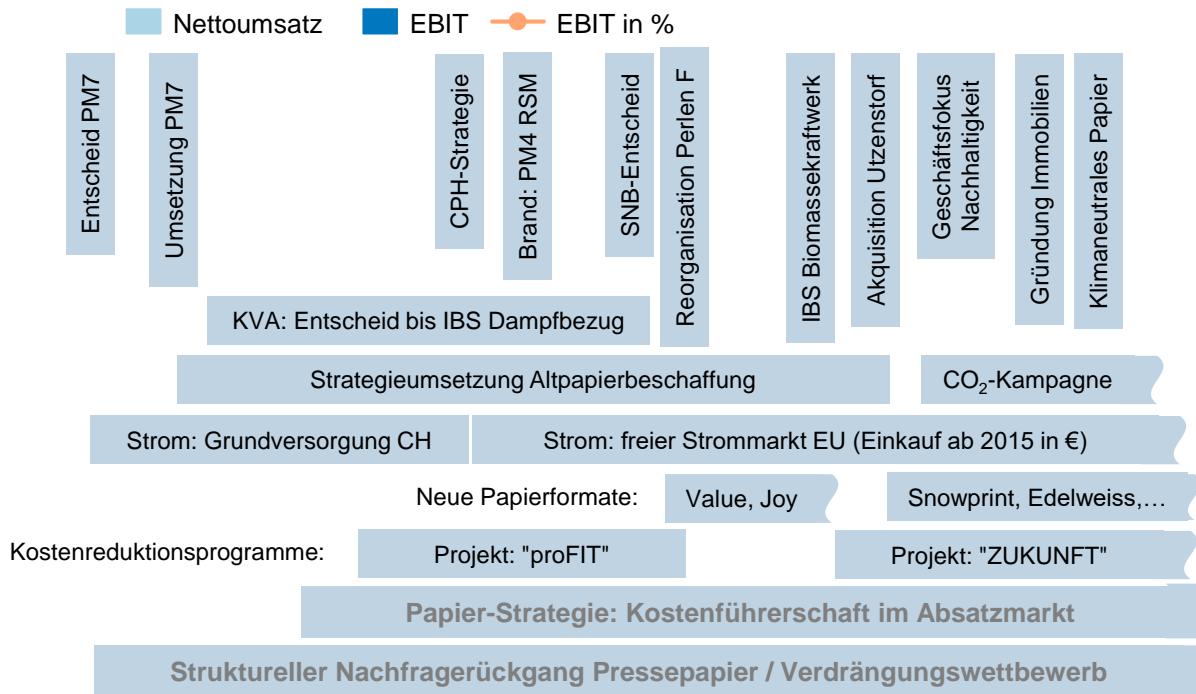 Nettoumsatz EBIT EBIT in %
Entscheid PM7
Umsetzung PM7
CPH-Strategie
Brand: PM4 RSM
SNB-Entscheid
Reorganisation Perlen F
IBS Biomassekraftwerk
Akquisition Utzenstorf
Geschäftsfokus
Nachhaltigkeit
Gründung Immobilien
Klimaneutrales Papier
KVA: Entscheid bis IBS Dampfbezug
Strategieumsetzung Altpapierbeschaffung
CO₂-Kampagne
Strom: Grundversorgung CH
Strom: freier Strommarkt EU (Einkauf ab 2015 in €)
Neue Papierformate:
Value, Joy
Snowprint, Edelweiss,…
Kostenreduktionsprogramme:
Projekt: "proFIT"
Projekt: "ZUKUNFT"
Papier-Strategie: Kostenführerschaft im Absatzmarkt
Struktureller Nachfragerückgang Pressepapier / Verdrängungswettbewerb